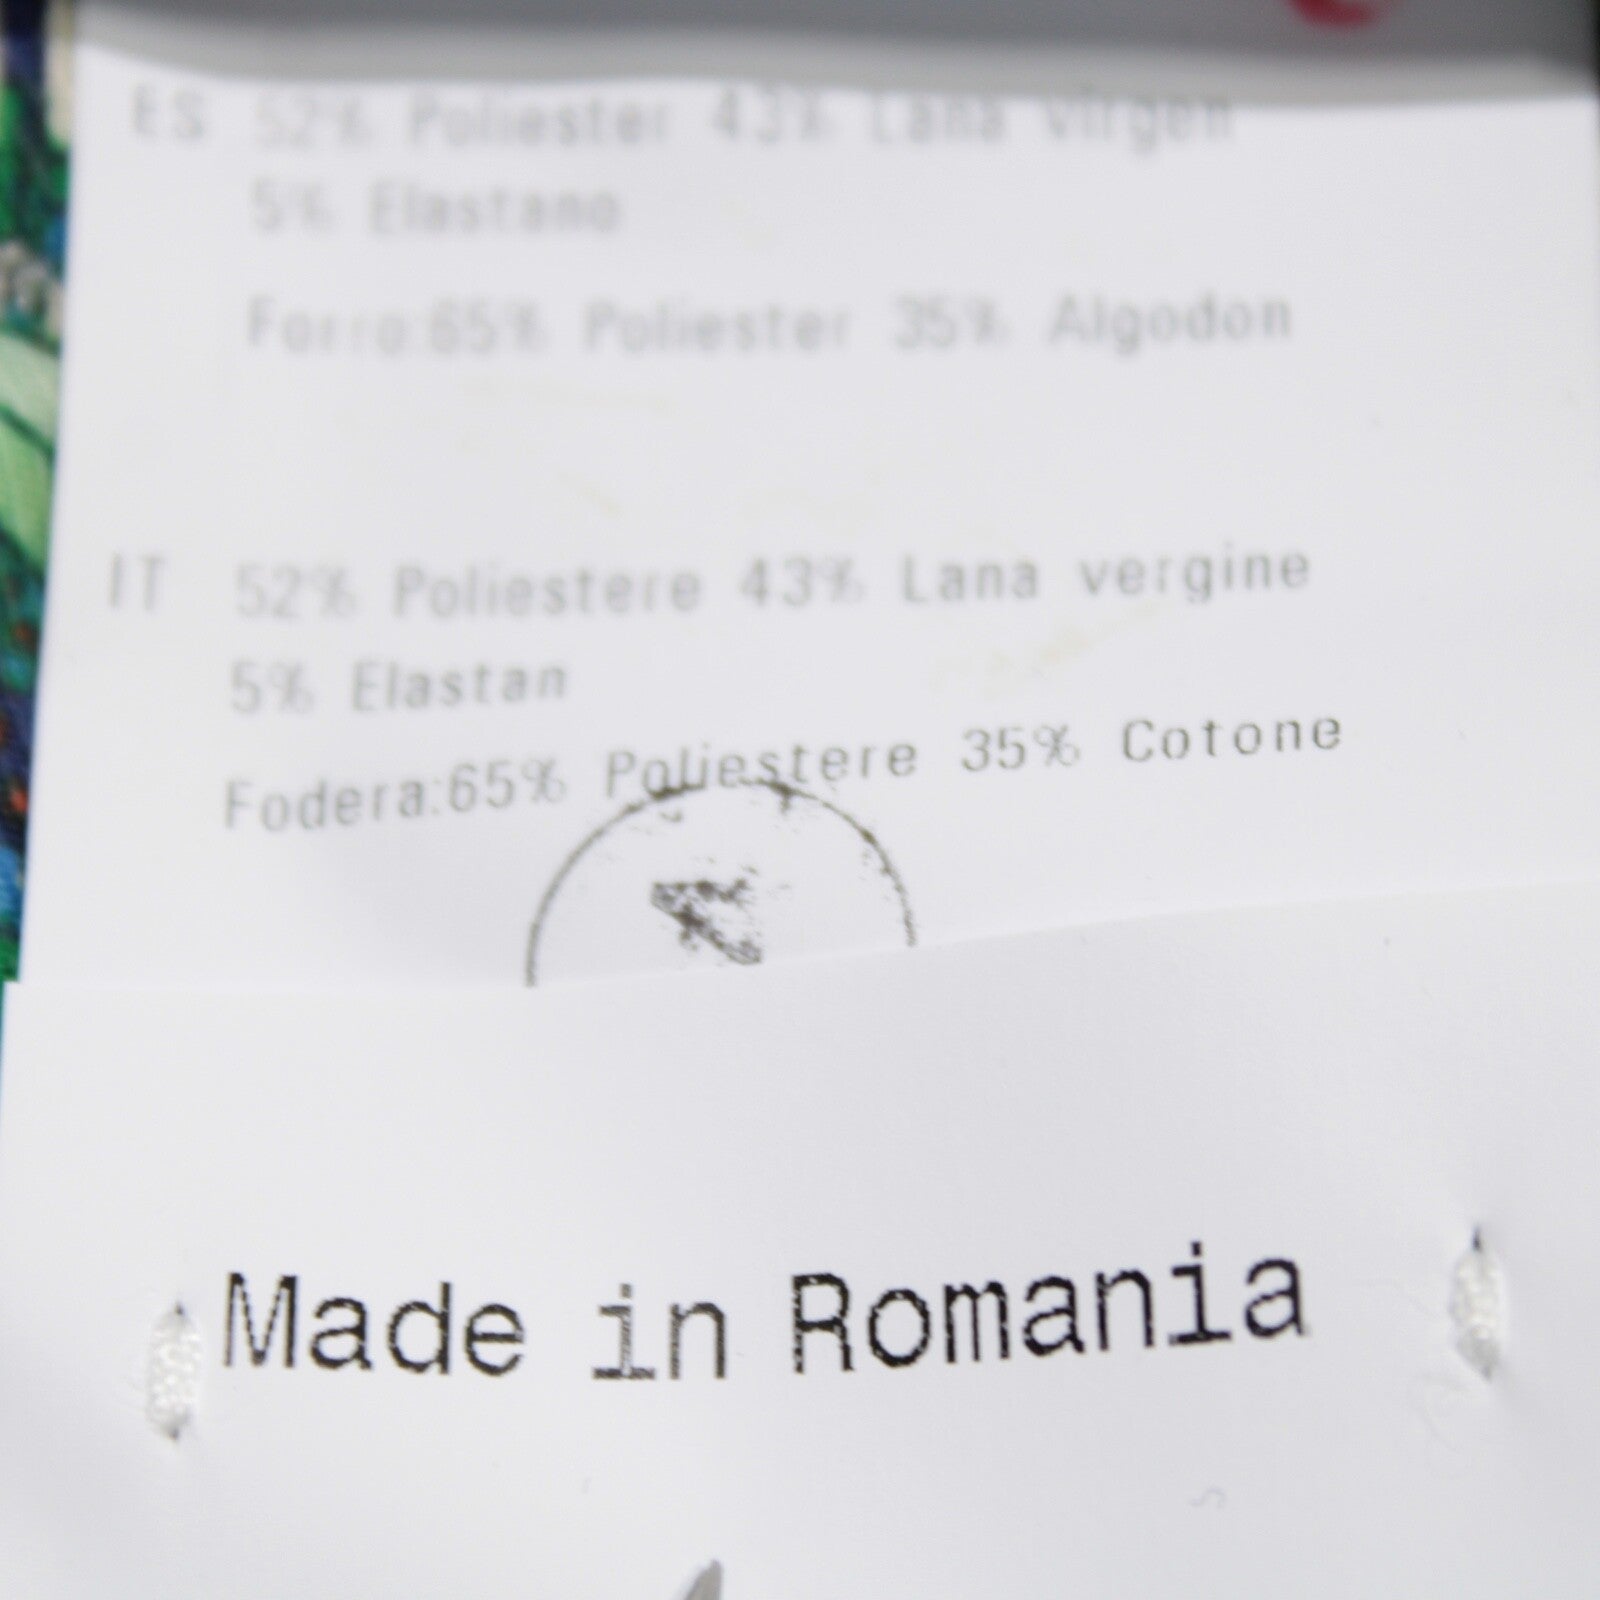 ES 52% Poliester 43% Lana virgen
5% Elastano
Forro:65% Poliester 35% Algodon
IT 52% Poliestere 43% Lana vergine
5% Elastan
Fodera:65% Poliestere 35% Cotone
Made in Romania